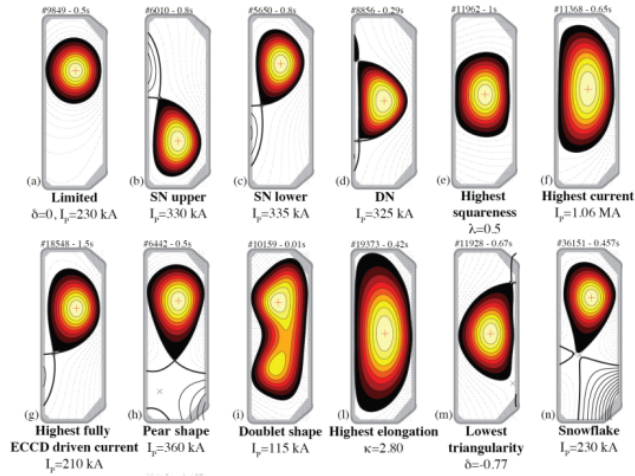 #9849 - 0.5s
#6010 - 0.8s
#5650 - 0.8s
#8856 - 0.29s
#11962 - 1s
#11368 - 0.65s
(a)
(b)
(c)
(d)
(e)
(f)
Limited
δ=0, Ip=230 kA
SN upper
Ip=330 kA
SN lower
Ip=335 kA
DN
Ip=325 kA
Highest
squareness
λ=0.5
Highest current
Ip=1.06 MA
#18548 - 1.5s
#6442 - 0.5s
#10159 - 0.01s
#19373 - 0.42s
#11928 - 0.67s
#36151 - 0.457s
(g)
(h)
(i)
(l)
(m)
(n)
Highest fully
ECCD driven current
Ip=210 kA
Pear shape
Ip=360 kA
Doublet shape
Ip=115 kA
Highest elongation
κ=2.80
Lowest
triangularity
δ=-0.77
Snowflake
Ip=230 kA